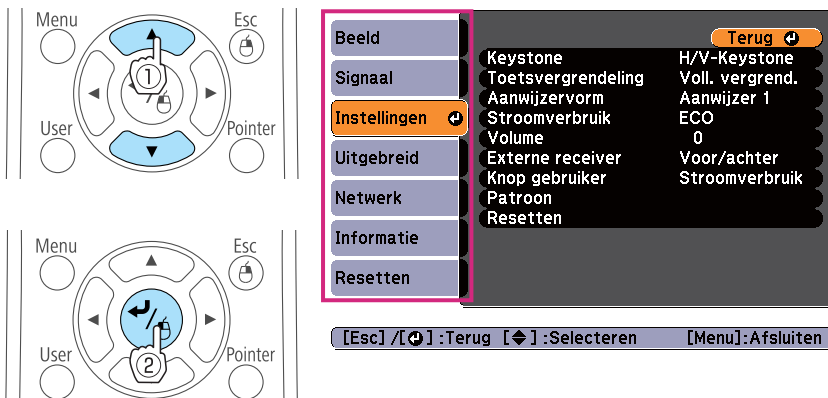 Menu
Esc
1
User
Pointer
Menu
Esc
User
2
Pointer
Beeld
Signaal
Instellingen
Uitgebreid
Netwerk
Informatie
Resetten
Terug
Keystone H/V-Keystone
Toetsvergrendeling Voll. vergrend.
Aanwijzervorm Aanwijzer 1
Stroomverbruik ECO
Volume 0
Externe receiver Voor/achter
Knop gebruiker Stroomverbruik
Patroon
Resetten
[Esc] /[⏎] :Terug [◆] :Selecteren [Menu]:Afsluiten